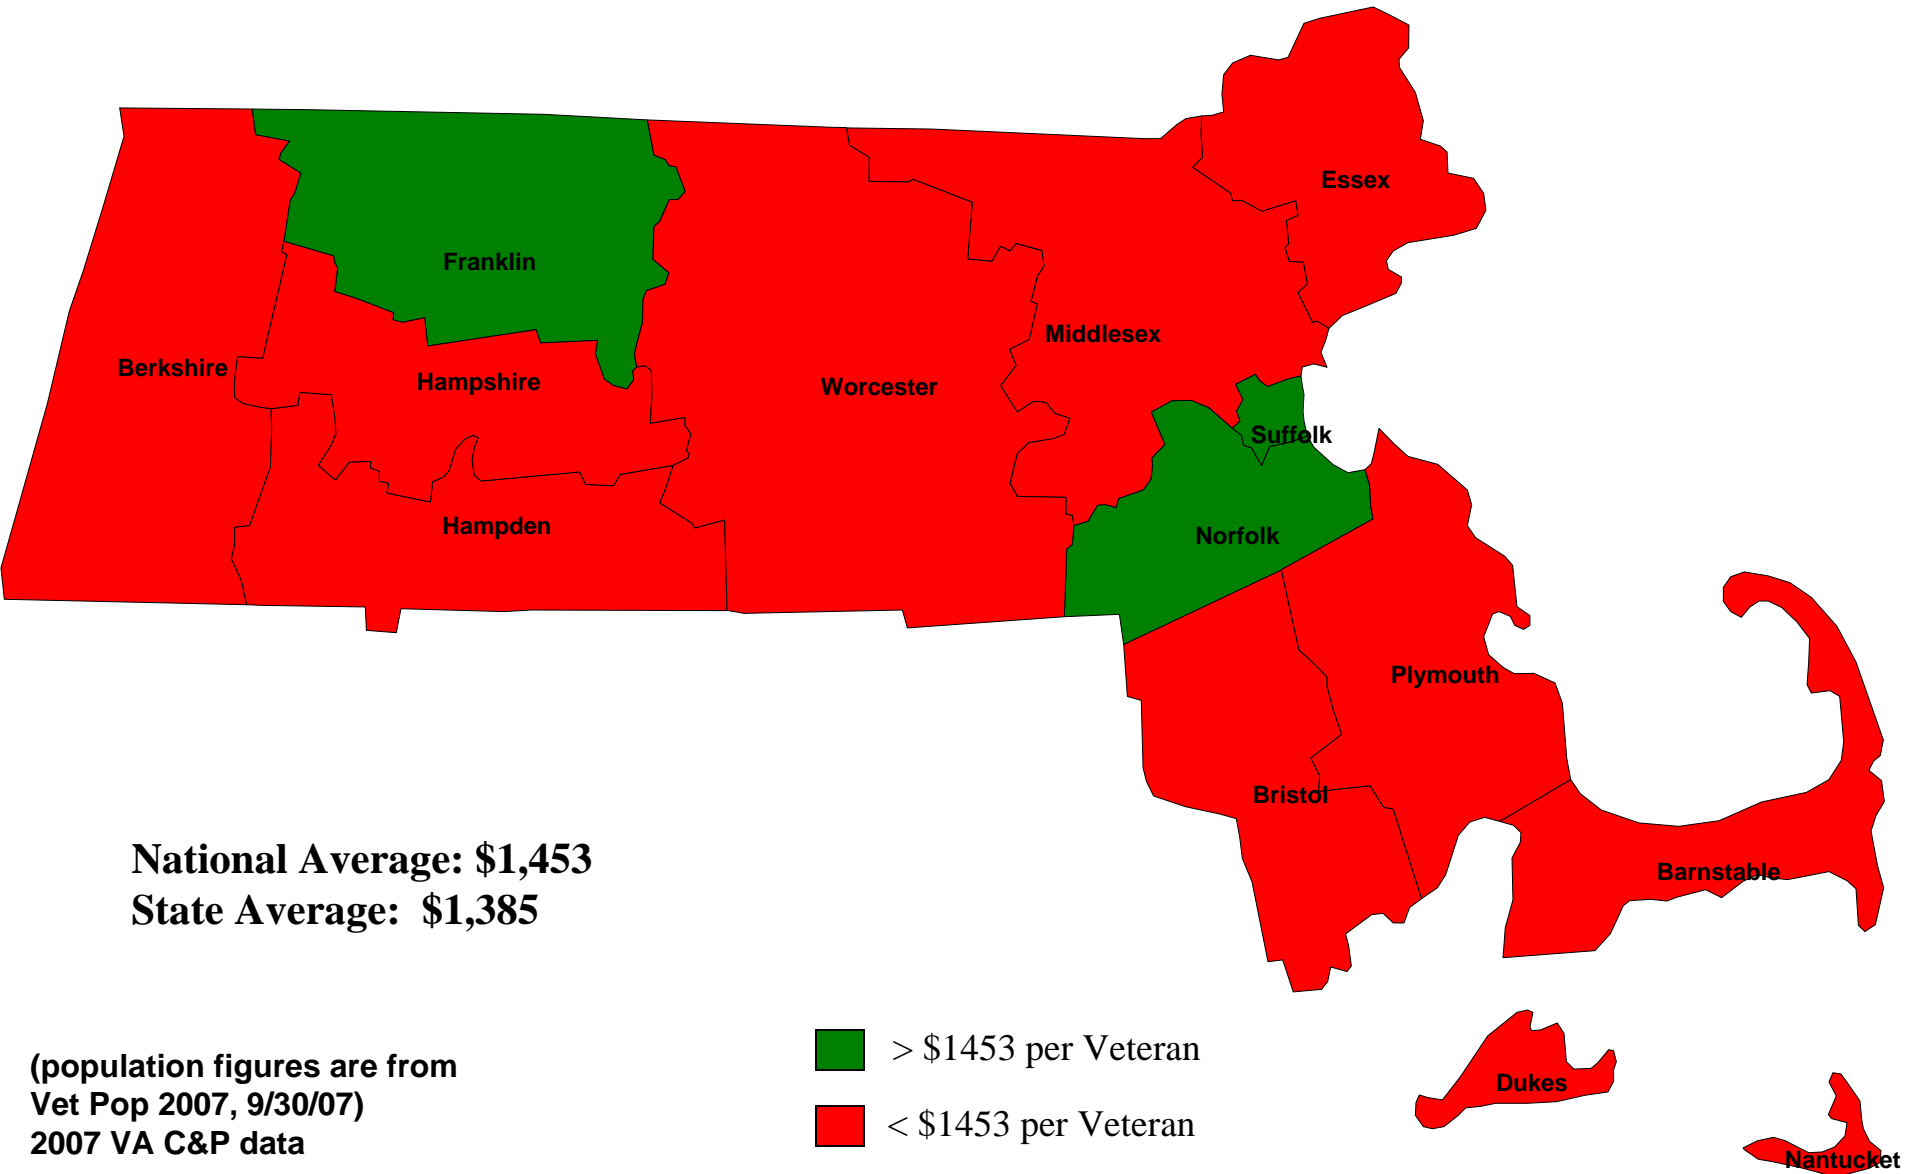 Essex
Franklin
Middlesex
Berkshire
Hampshire
Worcester
Suffolk
Hampden
Norfolk
Plymouth
Bristol
Barnstable
National Average: $1,453
State Average:  $1,385
(population figures are from
Vet Pop 2007, 9/30/07)
2007 VA C&P data
> $1453 per Veteran
< $1453 per Veteran
Dukes
Nantucket